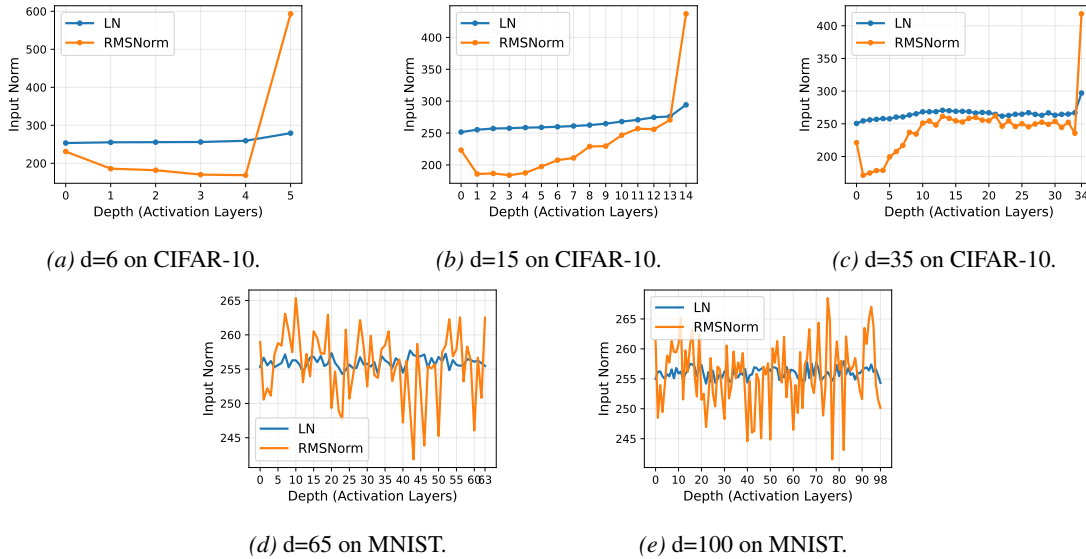 600
500
400
300
200
Input Norm
LN
RMSNorm
0 1 2 3 4 5
Depth (Activation Layers)
(a) d=6 on CIFAR-10.
400
350
300
250
200
Input Norm
LN
RMSNorm
0 1 2 3 4 5 6 7 8 9 10 11 12 13 14
Depth (Activation Layers)
(b) d=15 on CIFAR-10.
400
350
300
250
200
Input Norm
LN
RMSNorm
0 5 10 15 20 25 30 34
Depth (Activation Layers)
(c) d=35 on CIFAR-10.
265
260
255
250
245
Input Norm
LN
RMSNorm
0 5 10 15 20 25 30 35 40 45 50 55 60 63
Depth (Activation Layers)
(d) d=65 on MNIST.
265
260
255
250
245
Input Norm
LN
RMSNorm
0 10 20 30 40 50 60 70 80 90 98
Depth (Activation Layers)
(e) d=100 on MNIST.